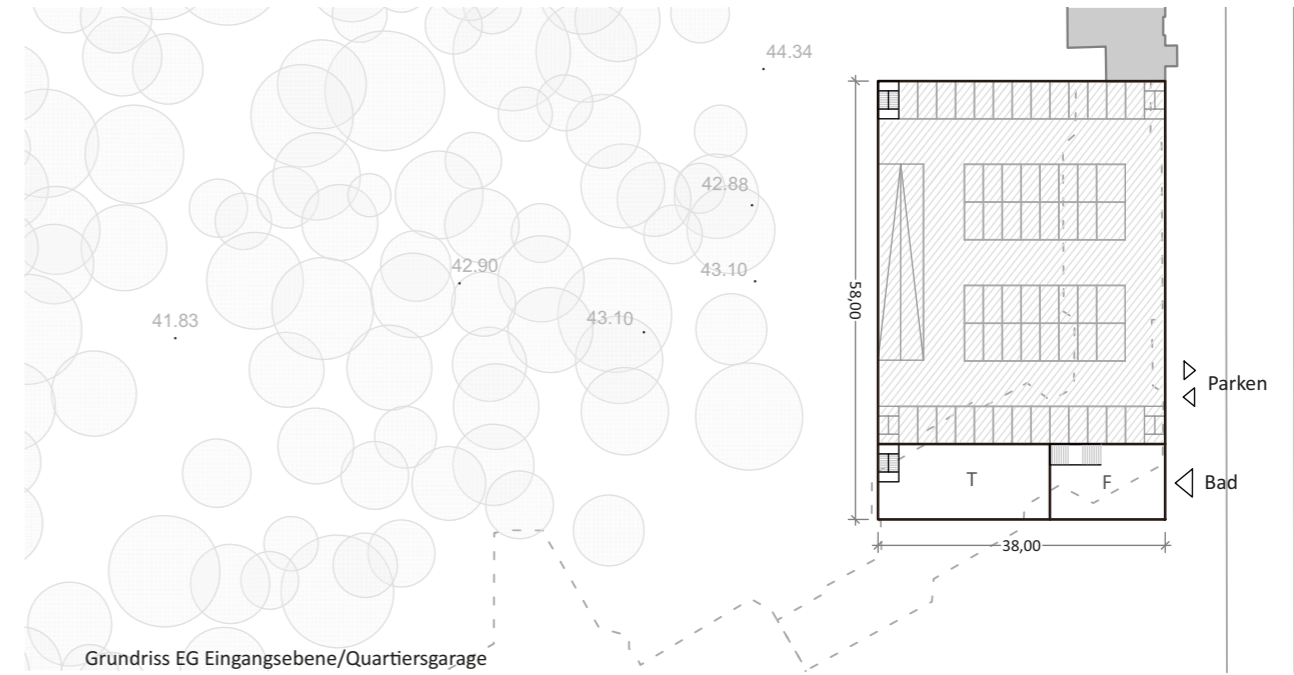 44.34
42.88
42.90
43.10
43.10
41.83
58,00
Parken
T
F
Bad
38,00
Grundriss EG Eingangsebene/Quartiersgarage